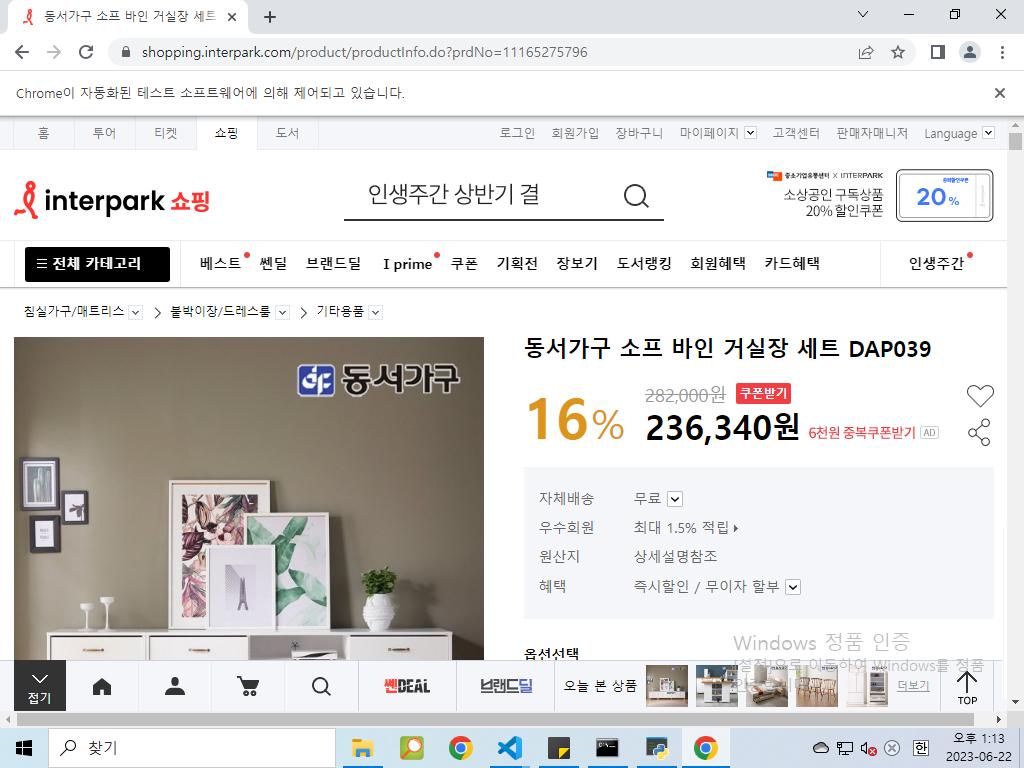 동서가구 소프 바인 거실장 세트
shopping.interpark.com/product/productInfo.do?prdNo=11165275796
Chrome이 자동화된 테스트 소프트웨어에 의해 제어되고 있습니다.
홈 투어 티켓 쇼핑 도서 로그인 회원가입 장바구니 마이페이지 고객센터 판매자매니저 Language
interpark 쇼핑 인생주간 상반기 결
중소기업유통센터 X INTERPARK
소상공인 구독상품
20% 할인쿠폰
중복할인쿠폰
20%
전체 카테고리 베스트 쎈딜 브랜드딜 I prime 쿠폰 기획전 장보기 도서랭킹 회원혜택 카드혜택 인생주간
침실가구/매트리스 붙박이장/드레스룸 기타용품
동서가구
동서가구 소프 바인 거실장 세트 DAP039
16% 282,000원 쿠폰받기
236,340원 6천원 중복쿠폰받기 AD
자체배송 무료
우수회원 최대 1.5% 적립
원산지 상세설명참조
혜택 즉시할인 / 무이자 할부
옵션선택
Windows 정품 인증
[설정]으로 이동하여 Windows를 정품
접기 쎈DEAL 브랜드딜 오늘 본 상품 더보기 TOP
찾기
오후 1:13
한
2023-06-22